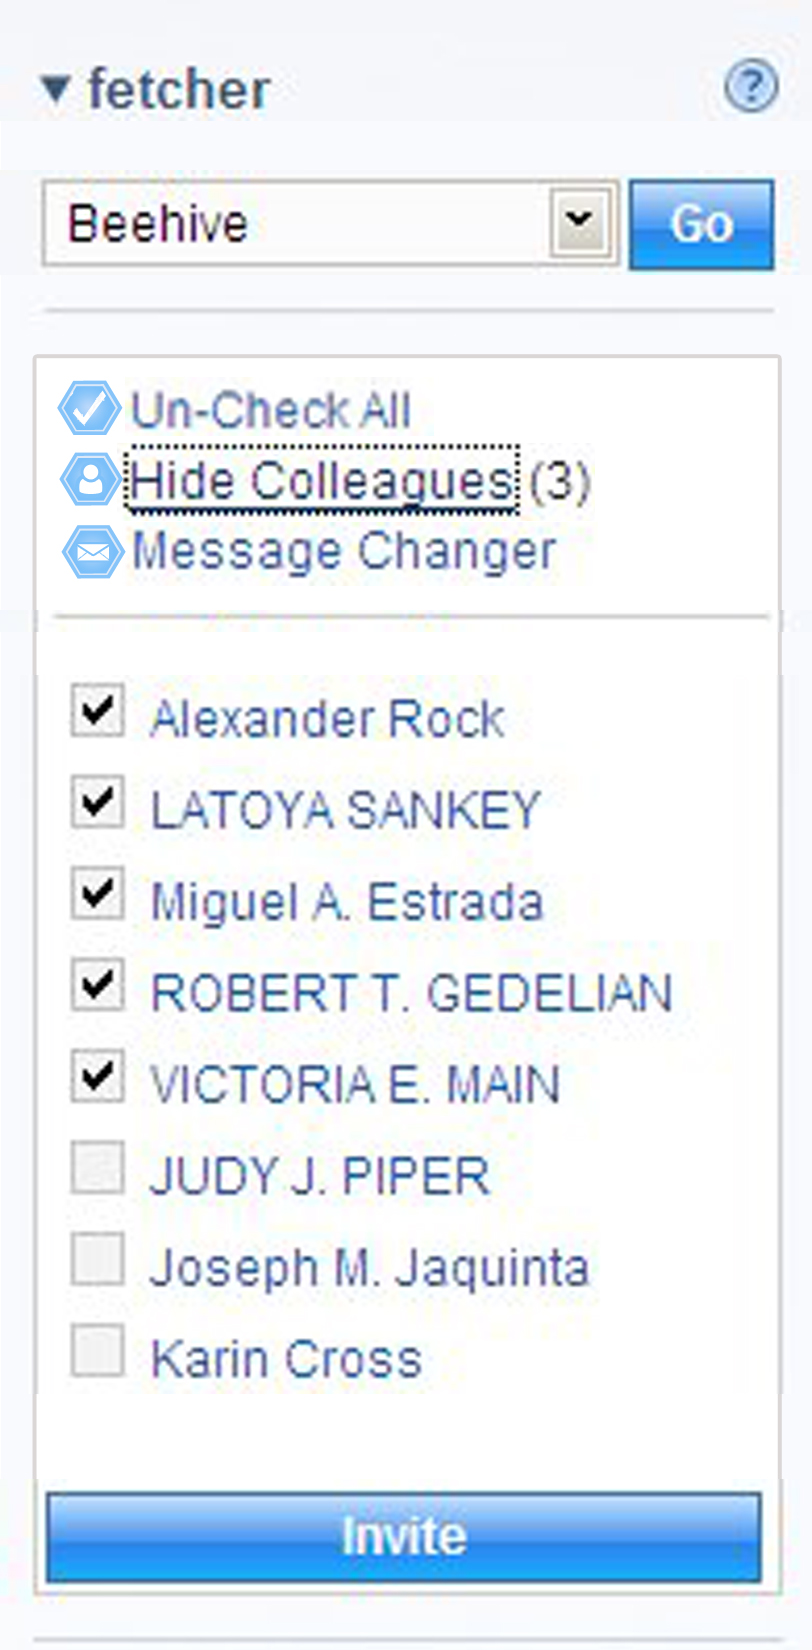 fetcher
?
Beehive Go
Un-Check All
Hide Colleagues (3)
Message Changer
Alexander Rock
LATOYA SANKEY
Miguel A. Estrada
ROBERT T. GEDELIAN
VICTORIA E. MAIN
JUDY J. PIPER
Joseph M. Jaquinta
Karin Cross
Invite